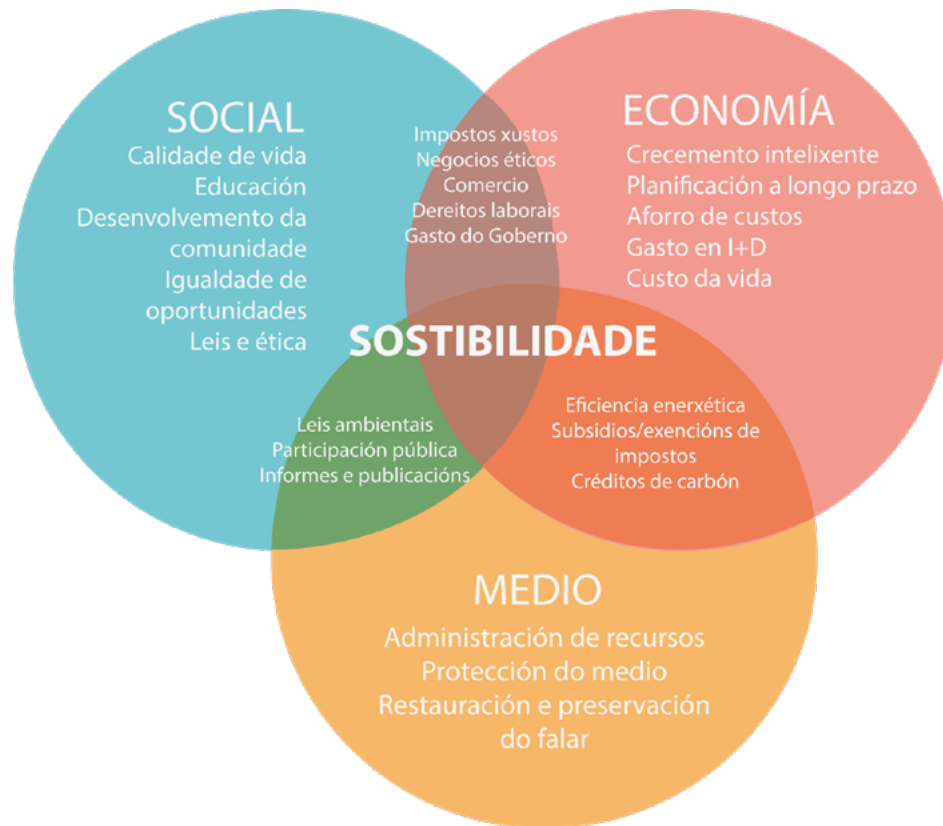 SOCIAL
Calidade de vida
Educación
Desenvolvemento da
comunidade
Igualdade de
oportunidades
Leis e ética
Impostos xustos
Negocios éticos
Comercio
Dereitos laborais
Gasto do Goberno
ECONOMÍA
Crecemento intelixente
Planificación a longo prazo
Aforro de custos
Gasto en I+D
Custo da vida
SOSTIBILIDADE
Leis ambientais
Participación pública
Informes e publicacións
Eficiencia enerxética
Subsidios/exencións de
impostos
Créditos de carbón
MEDIO
Administración de recursos
Protección do medio
Restauración e preservación
do falar